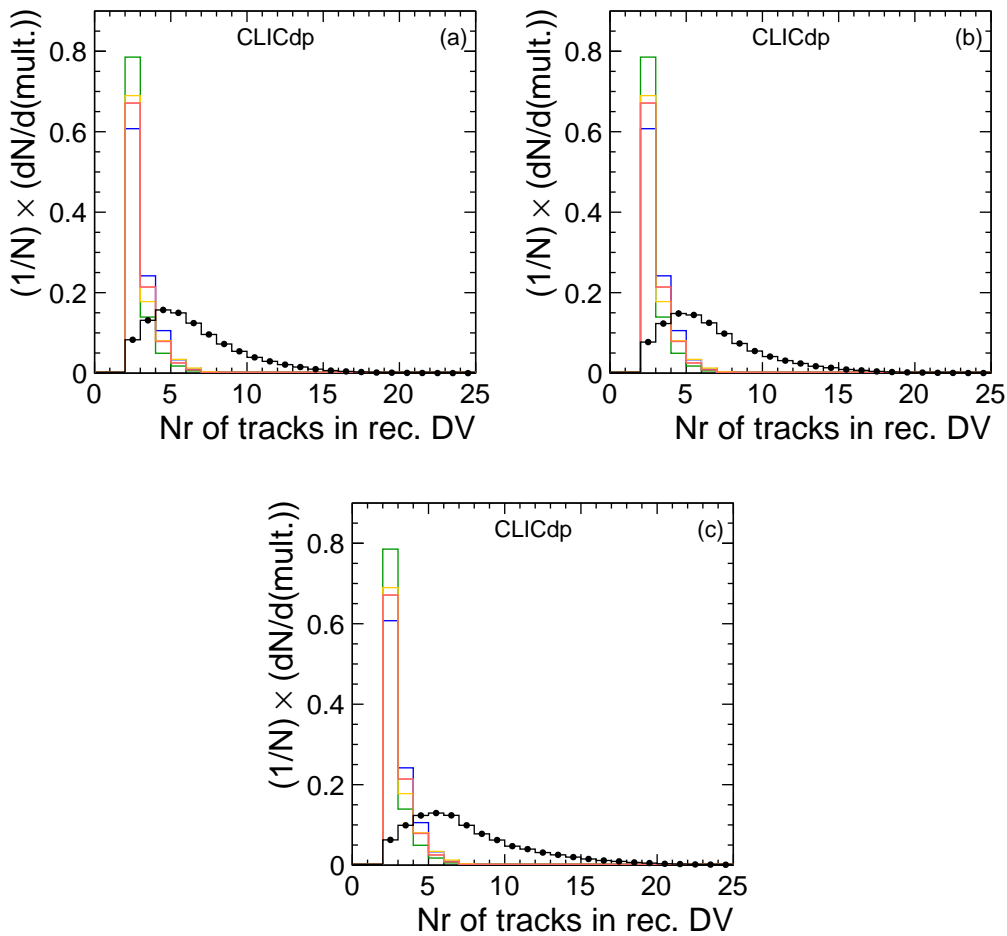 (1/N) × (dN/d(mult.))
CLICdp
(a)
0.8
0.6
0.4
0.2
0
0 5 10 15 20 25
Nr of tracks in rec. DV
(1/N) × (dN/d(mult.))
CLICdp
(b)
0.8
0.6
0.4
0.2
0
0 5 10 15 20 25
Nr of tracks in rec. DV
(1/N) × (dN/d(mult.))
CLICdp
(c)
0.8
0.6
0.4
0.2
0
0 5 10 15 20 25
Nr of tracks in rec. DV